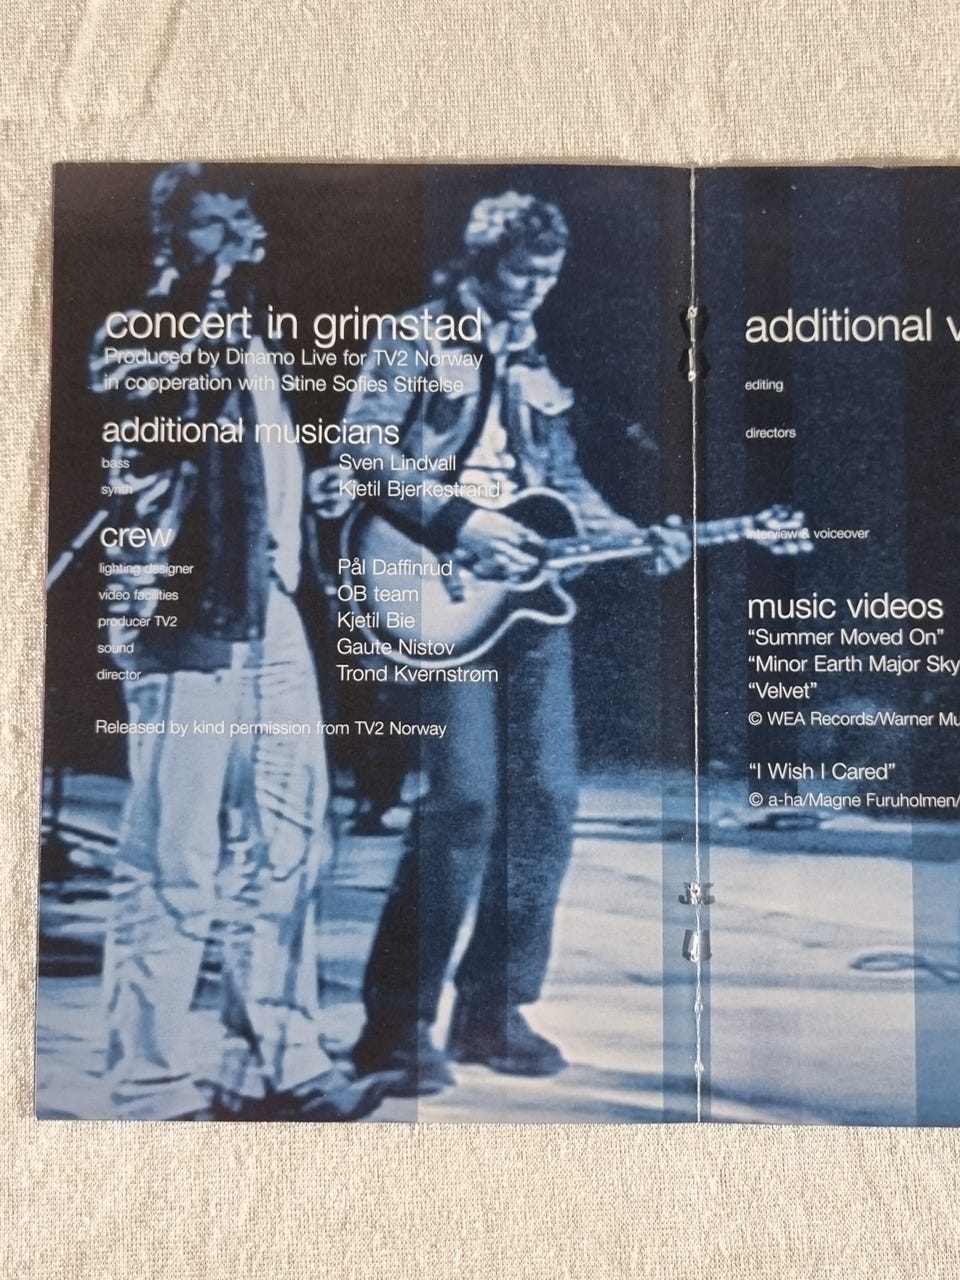 concert in grimstad
Produced by Dinamo Live for TV2 Norway
in cooperation with Stine Sofies Stiftelse
additional musicians
bass Sven Lindvall
synth Kjetil Bjerkestrand
crew
lighting designer Pål Daffinrud
video facilities OB team
producer TV2 Kjetil Bie
sound Gaute Nistov
director Trond Kvernstrøm
Released by kind permission from TV2 Norway
additional v
editing
directors
interview & voiceover
music videos
“Summer Moved On”
“Minor Earth Major Sky
“Velvet”
© WEA Records/Warner Mu
“I Wish I Cared”
© a-ha/Magne Furuholmen/